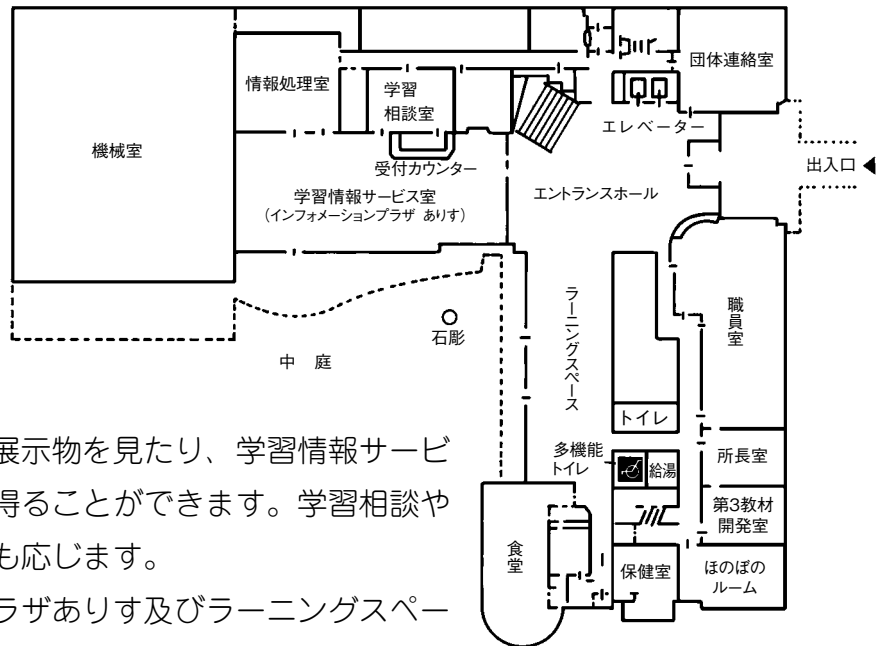 団体連絡室
情報処理室
学習
相談室
エレベーター
機械室
受付カウンター
出入口
学習情報サービス室
(インフォメーションプラザ ありす)
エントランスホール
職員室
ラーニングスペース
石彫
中 庭
トイレ
多機能
トイレ
給湯
所長室
第3教材
開発室
食堂
保健室
ほのぼの
ルーム
展示物を見たり、学習情報サービ
得ることができます。学習相談や
も応じます。
ラザありす及びラーニングスペー